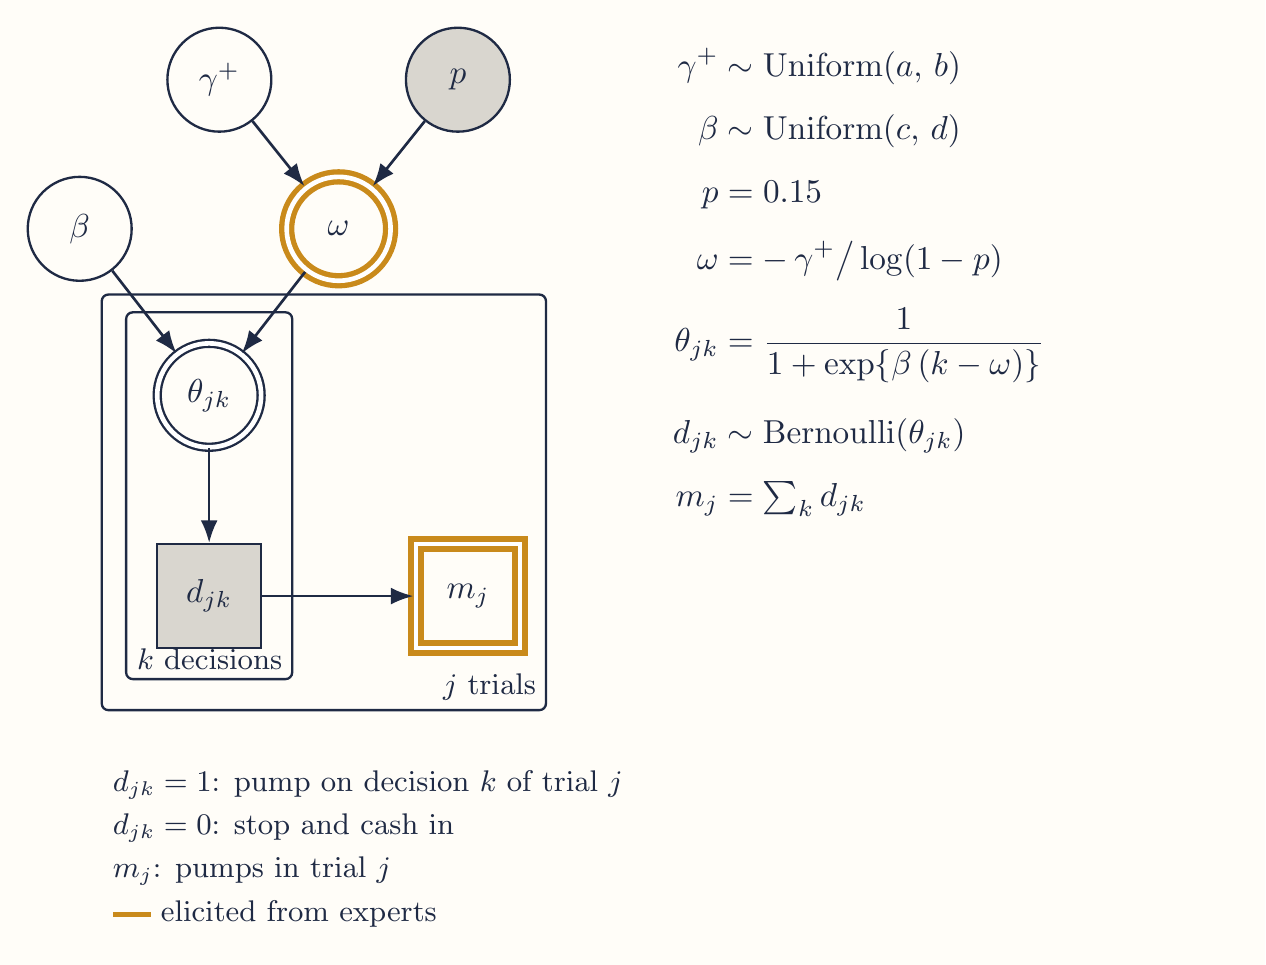 γ⁺
p
β
ω
θ_jk
d_jk
m_j
k decisions
j trials
γ⁺ ∼ Uniform(a, b)
β ∼ Uniform(c, d)
p = 0.15
ω = − γ⁺/ log(1 − p)
θ_jk = 1 / (1 + exp{β (k − ω)})
d_jk ∼ Bernoulli(θ_jk)
m_j = ∑_k d_jk
d_jk = 1: pump on decision k of trial j
d_jk = 0: stop and cash in
m_j: pumps in trial j
elicited from experts